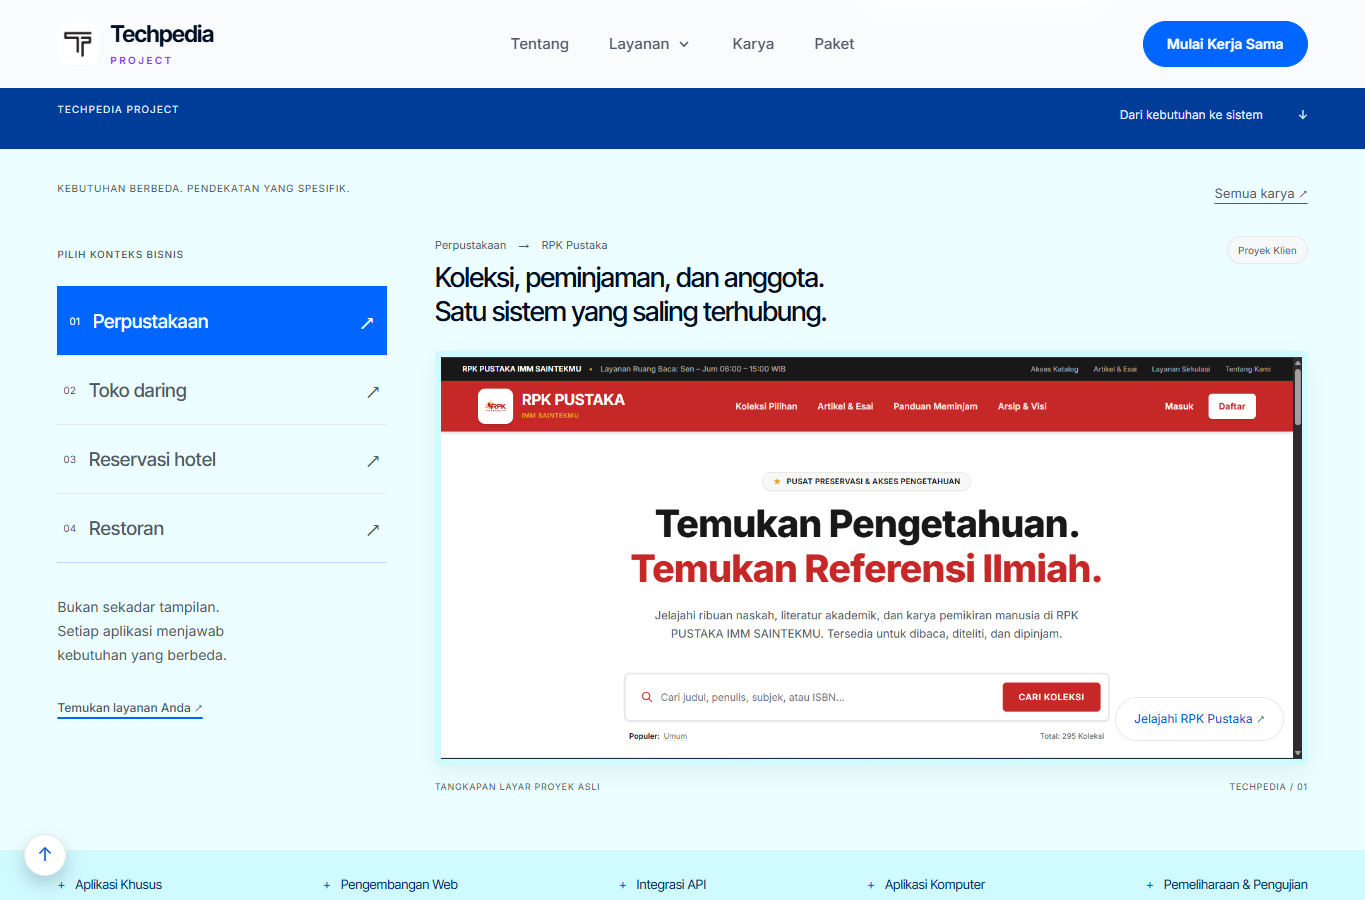 Techpedia
PROJECT
Tentang
Layanan
Karya
Paket
Mulai Kerja Sama
TECHPEDIA PROJECT
Dari kebutuhan ke sistem ↓
KEBUTUHAN BERBEDA. PENDEKATAN YANG SPESIFIK.
Semua karya ↗
PILIH KONTEKS BISNIS
01 Perpustakaan ↗
02 Toko daring ↗
03 Reservasi hotel ↗
04 Restoran ↗
Bukan sekadar tampilan.
Setiap aplikasi menjawab
kebutuhan yang berbeda.
Temukan layanan Anda ↗
Perpustakaan → RPK Pustaka
Proyek Klien
Koleksi, peminjaman, dan anggota.
Satu sistem yang saling terhubung.
RPK PUSTAKA IMM SAINTEKMU • Layanan Ruang Baca: Sen – Jum 08:00 – 15:00 WIB
Akses Katalog Artikel & Esai Layanan Sirkulasi Tentang Kami
RPK
RPK PUSTAKA
IMM SAINTEKMU
Koleksi Pilihan Artikel & Esai Panduan Meminjam Arsip & Visi
Masuk Daftar
★ PUSAT PRESERVASI & AKSES PENGETAHUAN
Temukan Pengetahuan.
Temukan Referensi Ilmiah.
Jelajahi ribuan naskah, literatur akademik, dan karya pemikiran manusia di RPK
PUSTAKA IMM SAINTEKMU. Tersedia untuk dibaca, diteliti, dan dipinjam.
Cari judul, penulis, subjek, atau ISBN...
CARI KOLEKSI
Populer: Umum
Total: 295 Koleksi
Jelajahi RPK Pustaka ↗
TANGKAPAN LAYAR PROYEK ASLI
TECHPEDIA / 01
+ Aplikasi Khusus
+ Pengembangan Web
+ Integrasi API
+ Aplikasi Komputer
+ Pemeliharaan & Pengujian